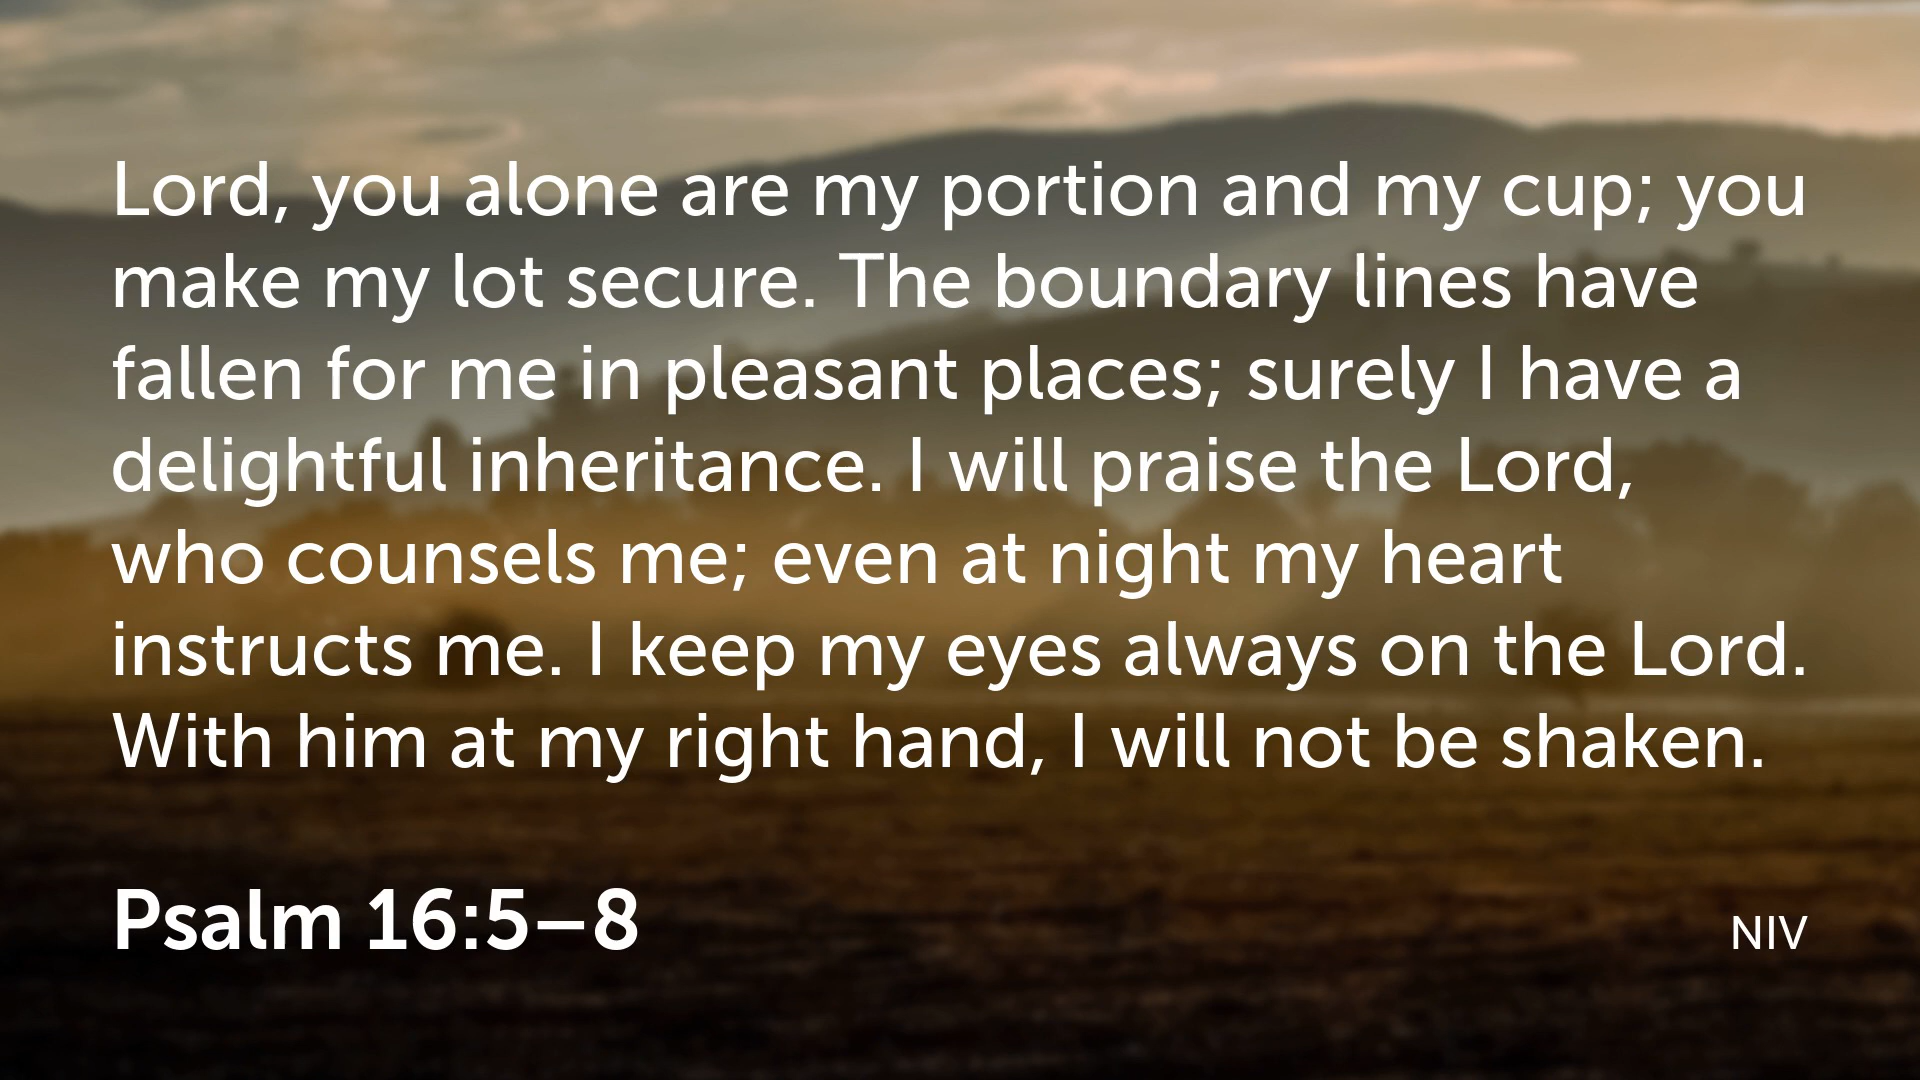 Lord, you alone are my portion and my cup; you
make my lot secure. The boundary lines have
fallen for me in pleasant places; surely I have a
delightful inheritance. I will praise the Lord,
who counsels me; even at night my heart
instructs me. I keep my eyes always on the Lord.
With him at my right hand, I will not be shaken.
Psalm 16:5–8
NIV